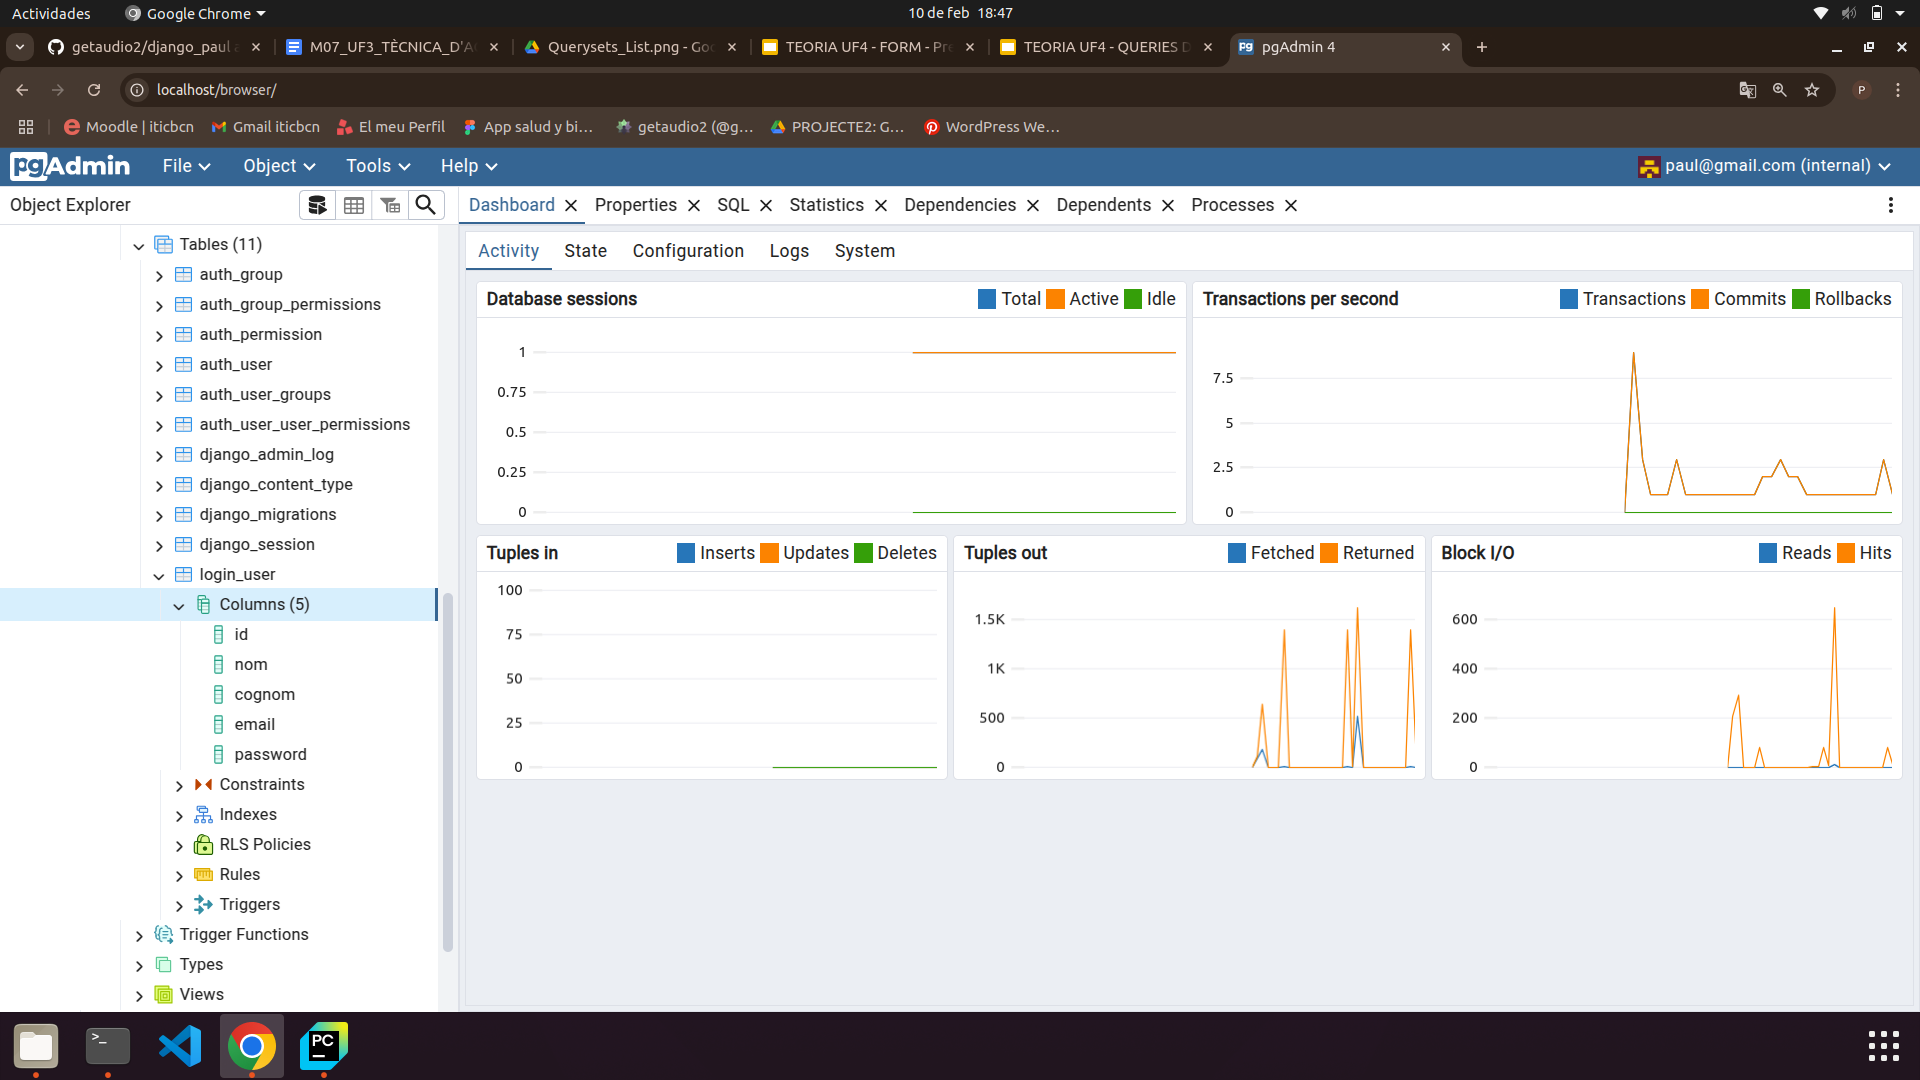 Actividades
Google Chrome
10 de feb 18:47
getaudio2/django_paul
M07_UF3_TÈCNICA_D'A
Querysets_List.png - Goo
TEORIA UF4 - FORM - Pre
TEORIA UF4 - QUERIES D
pgAdmin 4
localhost/browser/
P
Moodle | iticbcn
Gmail iticbcn
El meu Perfil
App salud y bi...
getaudio2 (@g...
PROJECTE2: G...
WordPress We...
pgAdmin
File
Object
Tools
Help
paul@gmail.com (internal)
Object Explorer
Dashboard
Properties
SQL
Statistics
Dependencies
Dependents
Processes
Tables (11)
auth_group
auth_group_permissions
auth_permission
auth_user
auth_user_groups
auth_user_user_permissions
django_admin_log
django_content_type
django_migrations
django_session
login_user
Columns (5)
id
nom
cognom
email
password
Constraints
Indexes
RLS Policies
Rules
Triggers
Trigger Functions
Types
Views
Activity
State
Configuration
Logs
System
Database sessions
Total
Active
Idle
1
0.75
0.5
0.25
0
Transactions per second
Transactions
Commits
Rollbacks
7.5
5
2.5
0
Tuples in
Inserts
Updates
Deletes
100
75
50
25
0
Tuples out
Fetched
Returned
1.5K
1K
500
0
Block I/O
Reads
Hits
600
400
200
0
PC